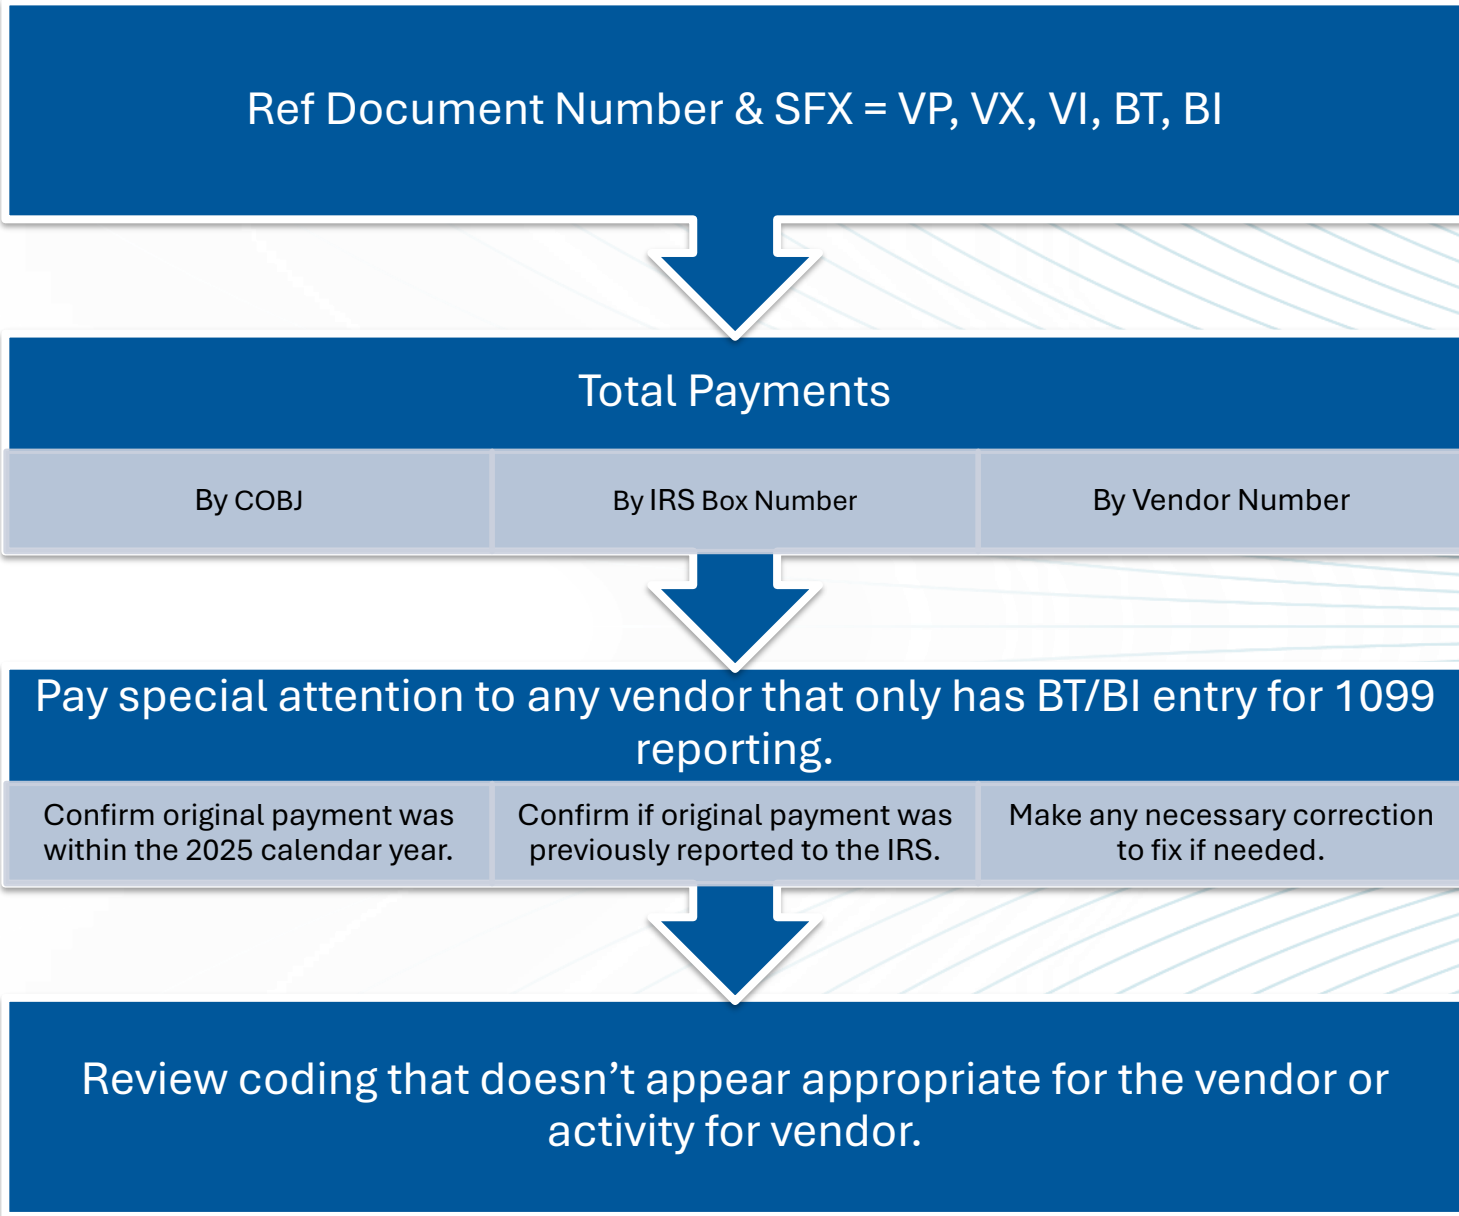 Ref Document Number & SFX = VP, VX, VI, BT, BI
Total Payments
By COBJ
By IRS Box Number
By Vendor Number
Pay special attention to any vendor that only has BT/BI entry for 1099
reporting.
Confirm original payment was
within the 2025 calendar year.
Confirm if original payment was
previously reported to the IRS.
Make any necessary correction
to fix if needed.
Review coding that doesn’t appear appropriate for the vendor or
activity for vendor.